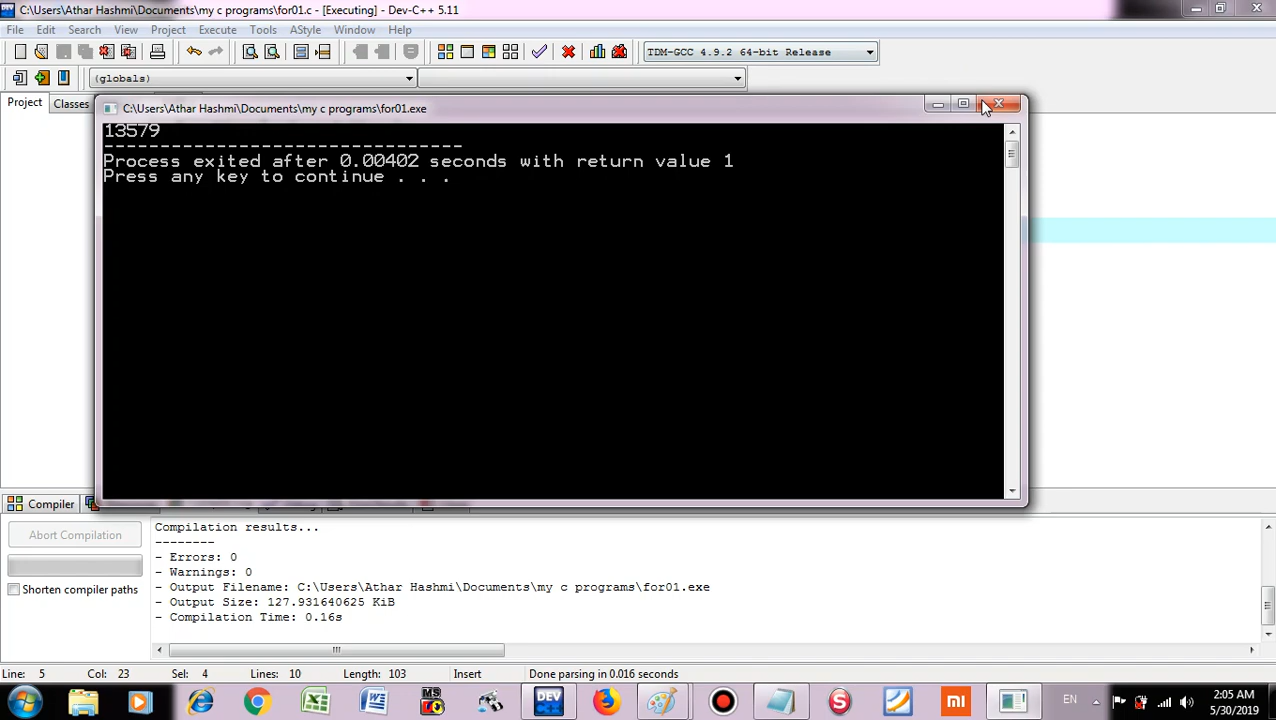 C:\Users\Athar Hashmi\Documents\my c programs\for01.c - [Executing] - Dev-C++ 5.11
File Edit Search View Project Execute Tools AStyle Window Help
TDM-GCC 4.9.2 64-bit Release
(globals)
Project Classes
C:\Users\Athar Hashmi\Documents\my c programs\for01.exe
13579
--------------------------------
Process exited after 0.00402 seconds with return value 1
Press any key to continue . . .
Compiler
Abort Compilation
Shorten compiler paths
Compilation results...
--------
- Errors: 0
- Warnings: 0
- Output Filename: C:\Users\Athar Hashmi\Documents\my c programs\for01.exe
- Output Size: 127.931640625 KiB
- Compilation Time: 0.16s
Line: 5 Col: 23 Sel: 4 Lines: 10 Length: 103 Insert Done parsing in 0.016 seconds
DEV
MS
EN
2:05 AM
5/30/2019